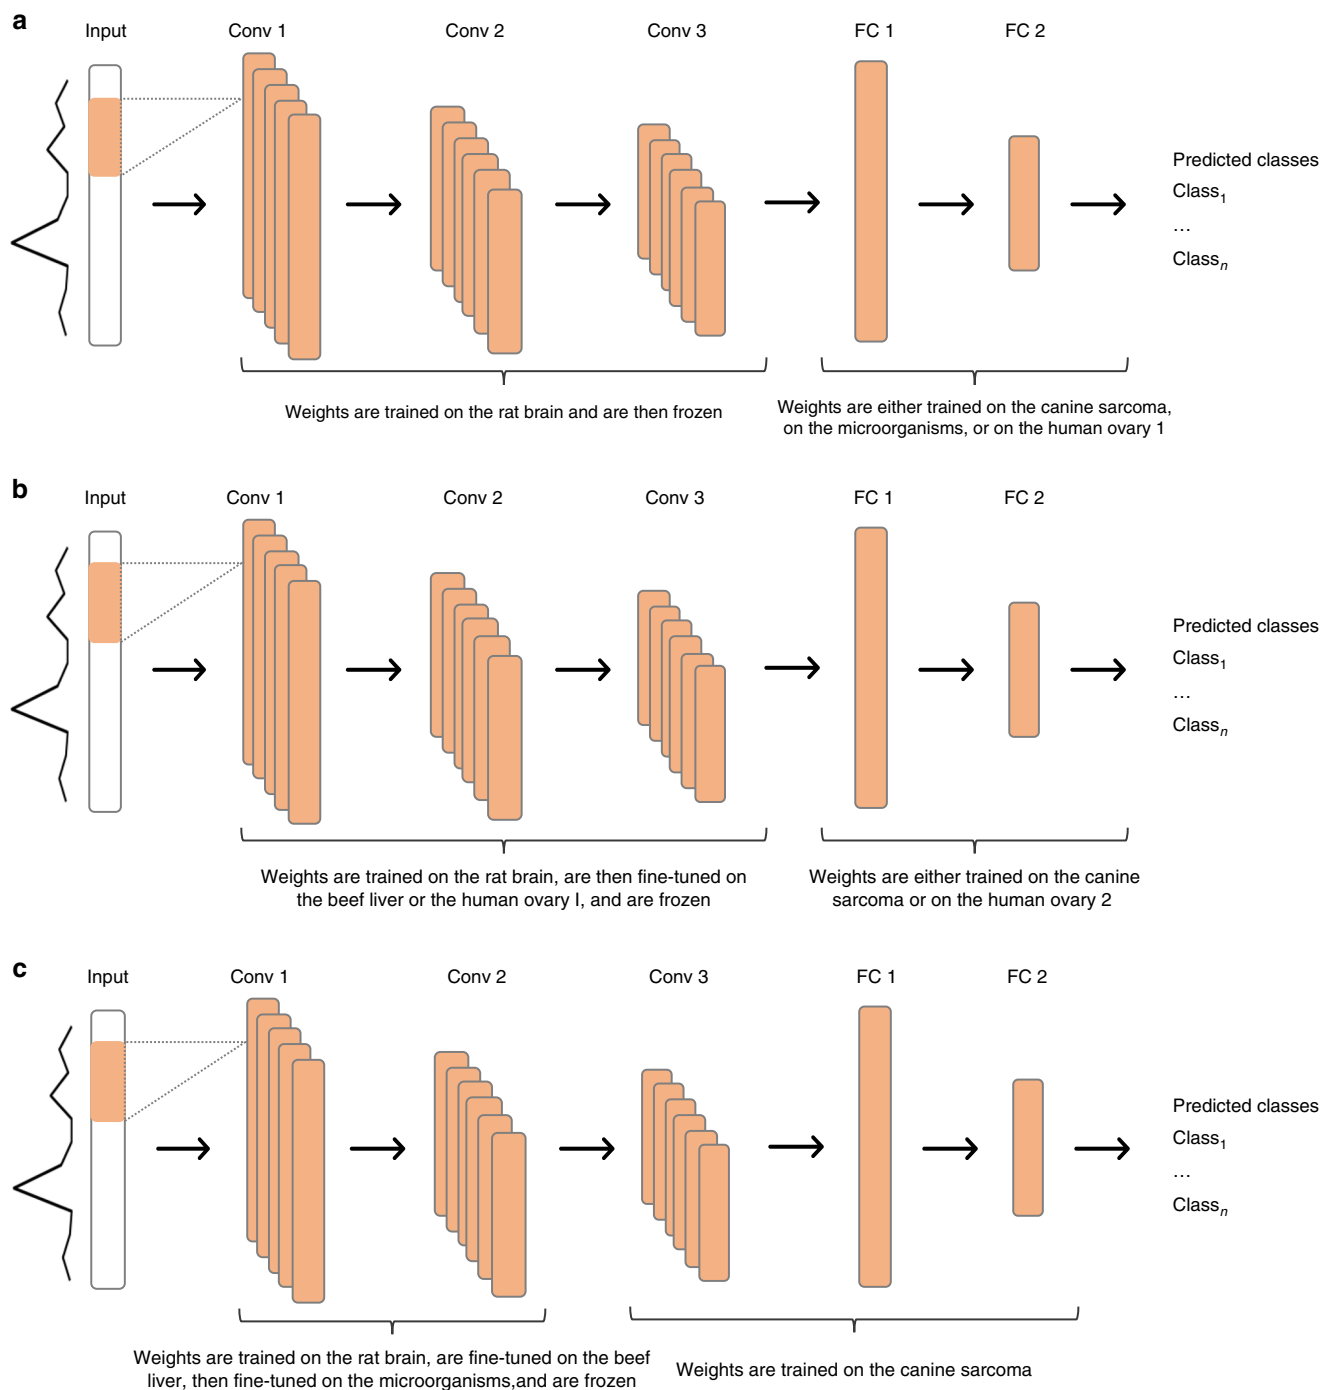 a
Input
Conv 1
Conv 2
Conv 3
FC 1
FC 2
Predicted classes
Class1
...
Classn
Weights are trained on the rat brain and are then frozen
Weights are either trained on the canine sarcoma,
on the microorganisms, or on the human ovary 1
b
Input
Conv 1
Conv 2
Conv 3
FC 1
FC 2
Predicted classes
Class1
...
Classn
Weights are trained on the rat brain, are then fine-tuned on
the beef liver or the human ovary I, and are frozen
Weights are either trained on the canine
sarcoma or on the human ovary 2
c
Input
Conv 1
Conv 2
Conv 3
FC 1
FC 2
Predicted classes
Class1
...
Classn
Weights are trained on the rat brain, are fine-tuned on the beef
liver, then fine-tuned on the microorganisms,and are frozen
Weights are trained on the canine sarcoma